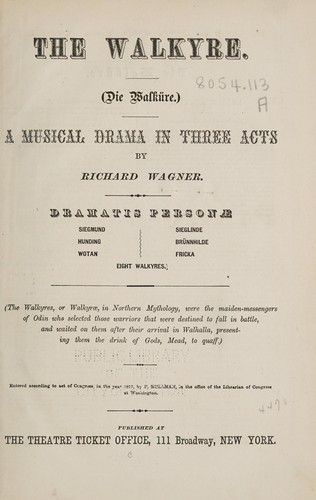 THE WALKYRE.
8054.113
A
(Die Walküre.)
A MUSICAL DRAMA IN THREE ACTS
BY
RICHARD WAGNER.
DRAMATIS PERSONÆ
SIEGMUND SIEGLINDE
HUNDING BRÜNNHILDE
WOTAN FRICKA
EIGHT WALKYRES.
(The Walkyres, or Walkyræ, in Northern Mythology, were the maiden-messengers
of Odin who selected those warriors that were destined to fall in battle,
and waited on them after their arrival in Walhalla, present-
ing them the drink of Gods, Mead, to quaff.)
PUBLIC LIBRARY
Entered according to act of Congress, in the year 1877, by F. in the office of the Librarian of Congress
at Washington.
PUBLISHED AT
THE THEATRE TICKET OFFICE, 111 Broadway, NEW YORK.